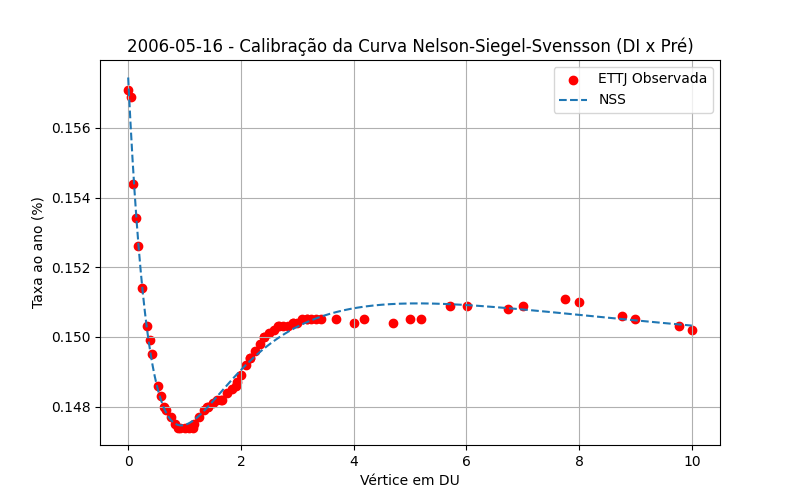 2006-05-16 - Calibração da Curva Nelson-Siegel-Svensson (DI x Pré)
ETTJ Observada
NSS
Taxa ao ano (%)
0.156
0.154
0.152
0.150
0.148
0 2 4 6 8 10
Vértice em DU